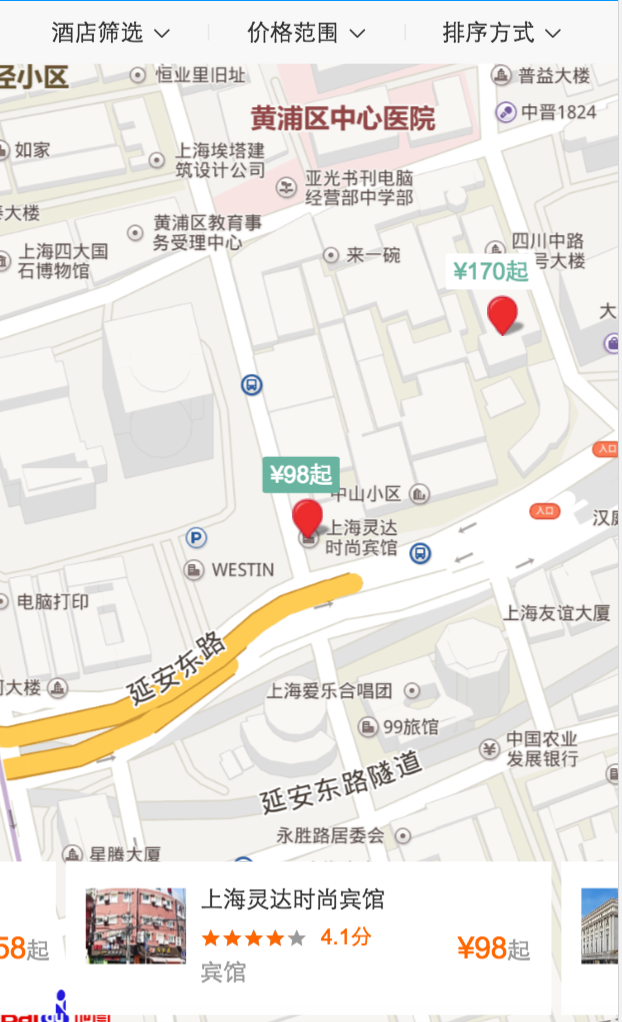 酒店筛选
价格范围
排序方式
径小区
恒业里旧址
普益大楼
黄浦区中心医院
中晋1824
如家
上海埃塔建
筑设计公司
亚光书刊电脑
经营部中学部
大楼
黄浦区教育事
务受理中心
四川中路
号大楼
上海四大国
石博物馆
来一碗
¥170起
大
¥98起
中山小区
入口
入口
上海灵达
时尚宾馆
汉庭
P
WESTIN
电脑打印
上海友谊大厦
延安东路
大楼
上海爱乐合唱团
99旅馆
中国农业
发展银行
延安东路隧道
永胜路居委会
星腾大厦
上海灵达时尚宾馆
4.1分
58起
¥98起
宾馆